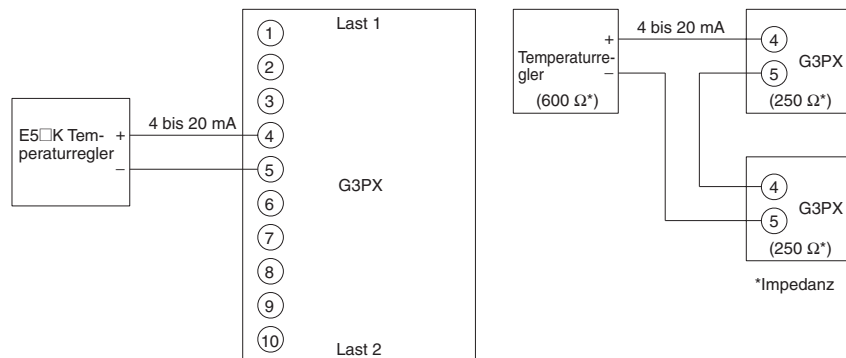 Last 1
1
2
3
4
5
6
7
8
9
10
G3PX
Last 2
E5□K Tem-
peraturregler
+
−
4 bis 20 mA
Temperaturre-
gler
(600 Ω*)
+
−
4 bis 20 mA
4
5
G3PX
(250 Ω*)
4
5
G3PX
(250 Ω*)
*Impedanz